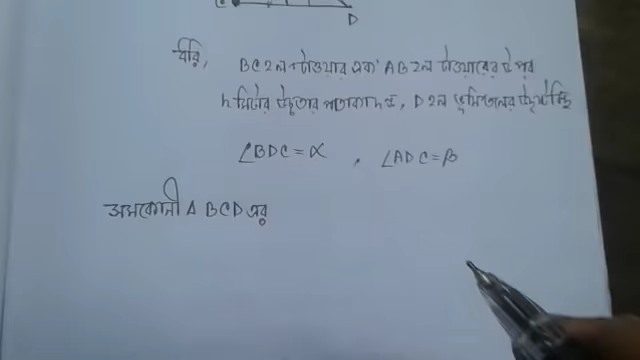 C D
ধরি, BC হল টাওয়ার এবং AB হল টাওয়ারের উপর
h মিটার উচ্চতার পতাকাদণ্ড, D হল ভূমিতলের
∠BDC = α , ∠ADC = β
সমকোণী Δ BCD এর